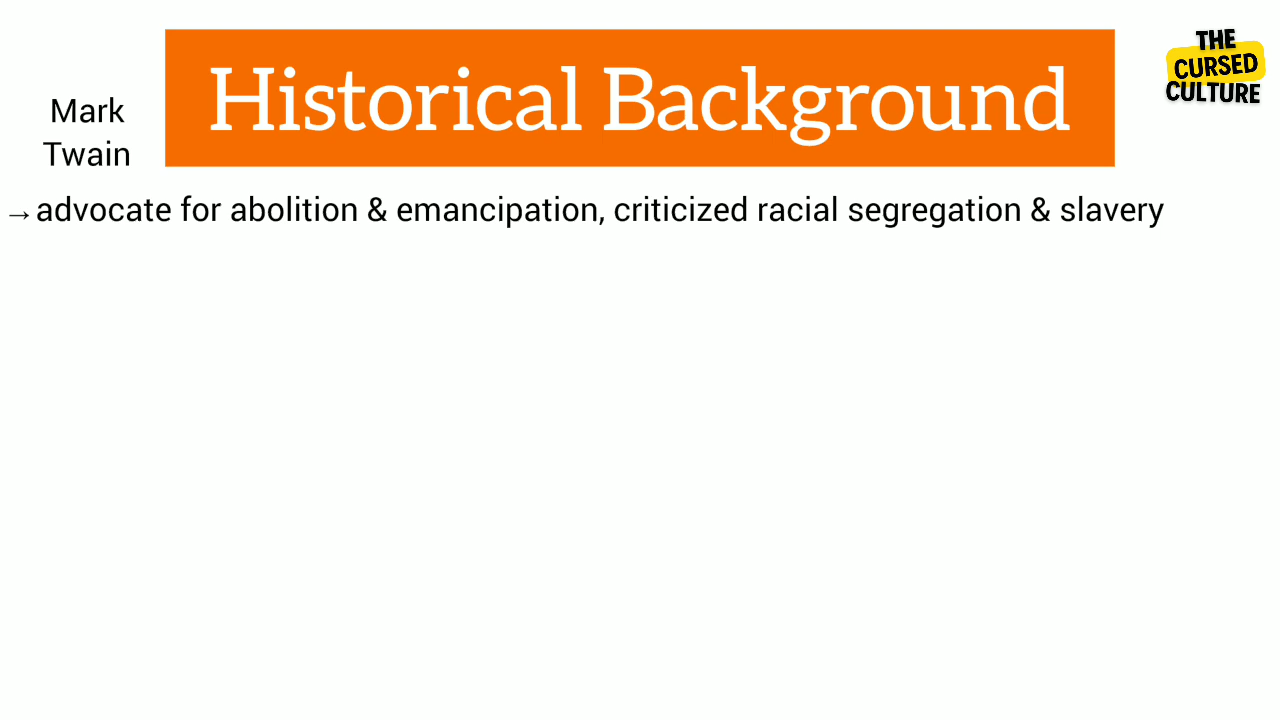 Historical Background
THE
CURSED
CULTURE
Mark
Twain
→advocate for abolition & emancipation, criticized racial segregation & slavery